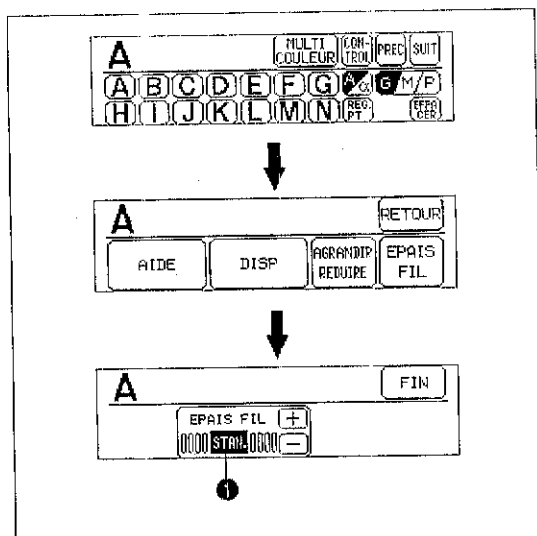 A MULTI COULEUR CON-TROL PREC SUIT
A B C D E F G A/α G/M/P
H I J K L M N REG. PT EFFA CER
A RETOUR
AIDE DISP AGRANDIR REDUIRE EPAIS FIL
A FIN
EPAIS FIL +
STAN. −
1